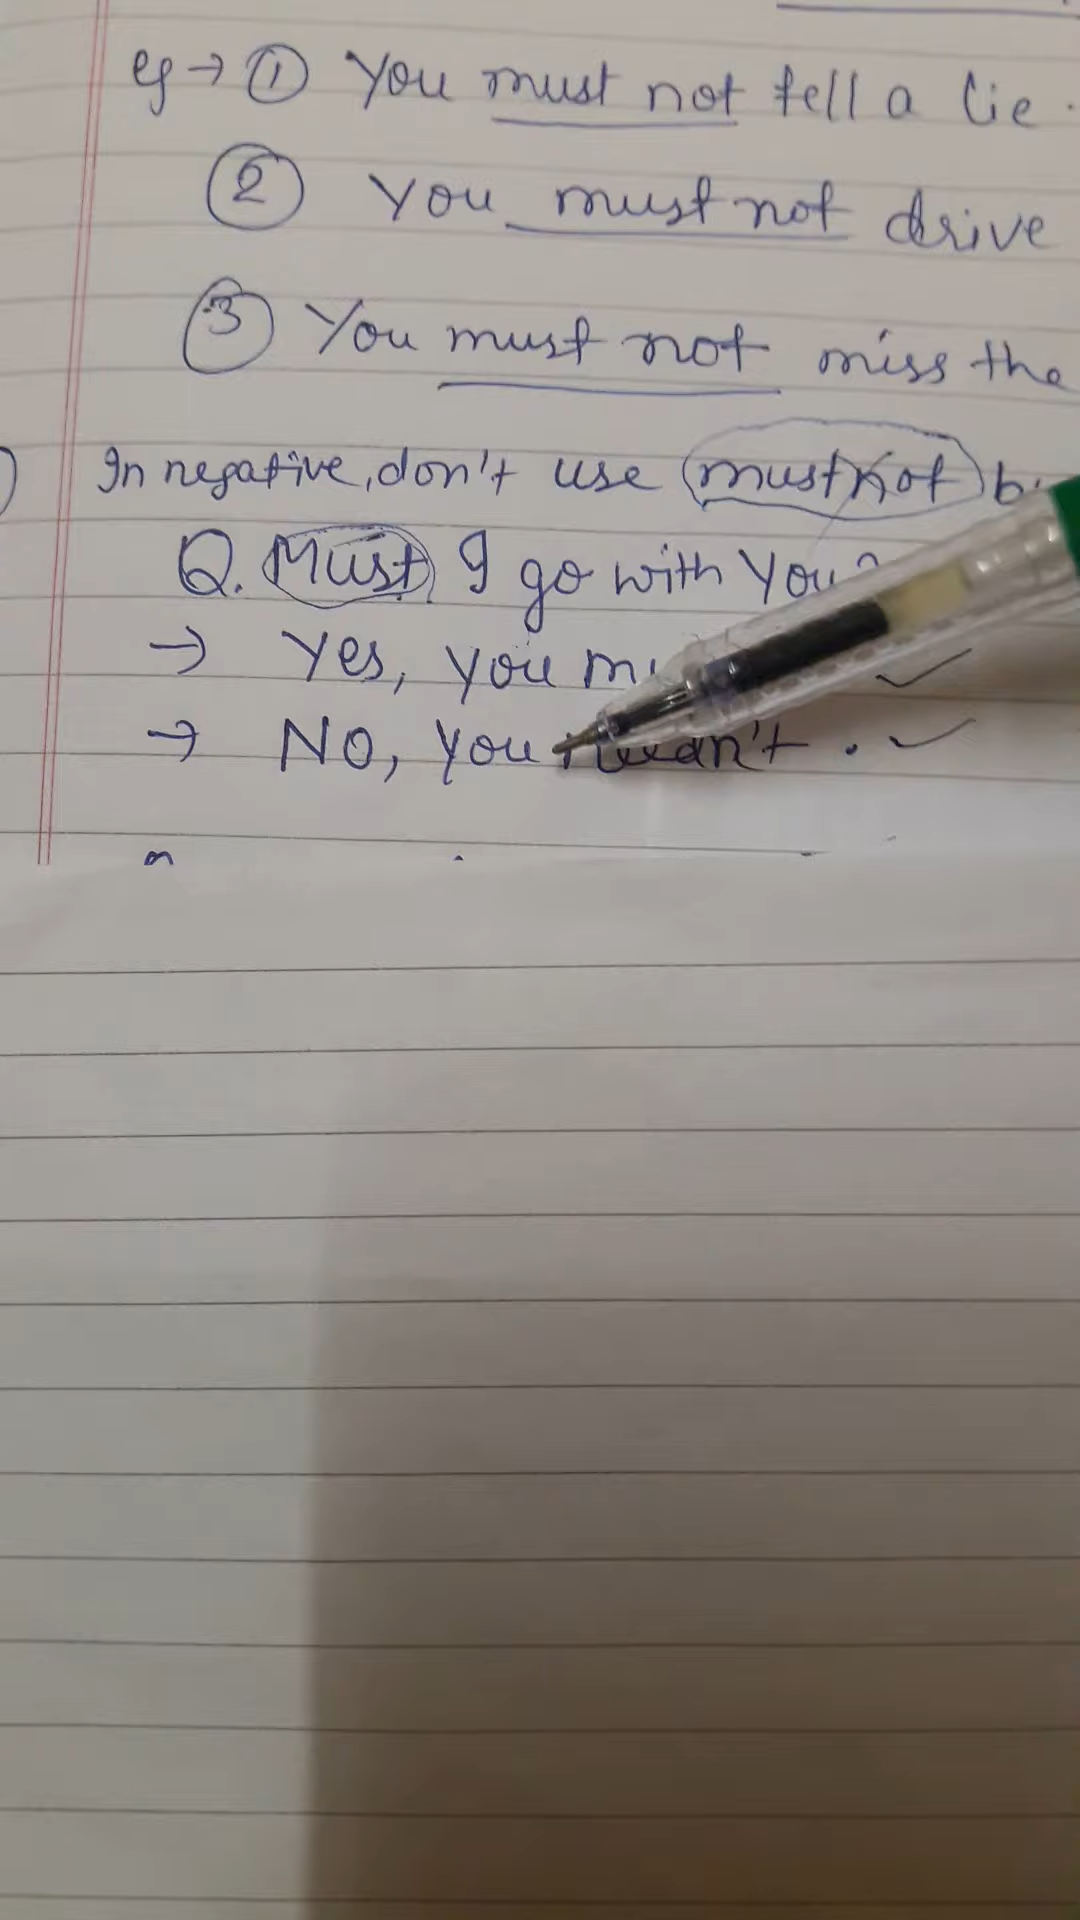 eg → ① You must not tell a lie.
② You must not drive
③ You must not miss the
In negative, don't use must not
Q. Must I go with you?
→ Yes, you
→ No, you